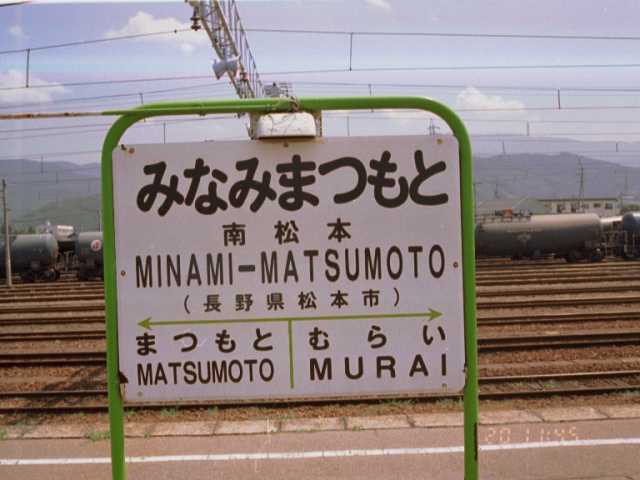 みなみまつもと
南松本
MINAMI-MATSUMOTO
(長野県松本市)
まつもと むらい
MATSUMOTO MURAI